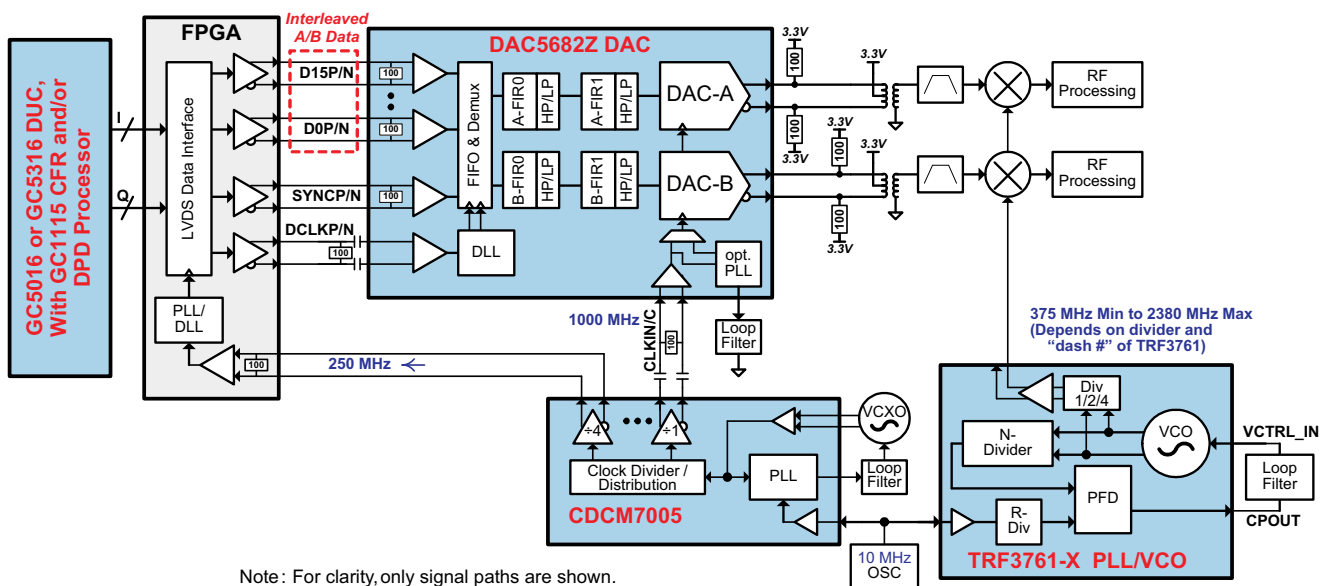 GC5016 or GC5316 DUC,
With GC1115 CFR and/or
DPD Processor
I
Q
FPGA
LVDS Data Interface
PLL/
DLL
100
Interleaved
A/B Data
D15P/N
D0P/N
SYNCP/N
DCLKP/N
100
250 MHz
DAC5682Z DAC
100
100
100
FIFO & Demux
DLL
A-FIR0
HP/LP
A-FIR1
HP/LP
B-FIR0
HP/LP
B-FIR1
HP/LP
DAC-A
DAC-B
opt.
PLL
Loop
Filter
1000 MHz
CLKIN/C
100
3.3V
100
3.3V
100
3.3V
3.3V
100
3.3V
100
3.3V
RF
Processing
RF
Processing
375 MHz Min to 2380 MHz Max
(Depends on divider and
“dash #” of TRF3761)
÷4
÷1
Clock Divider /
Distribution
PLL
VCXO
Loop
Filter
CDCM7005
10 MHz
OSC
Div
1/2/4
N-
Divider
VCO
PFD
R-
Div
VCTRL_IN
Loop
Filter
CPOUT
TRF3761-X PLL/VCO
Note: For clarity, only signal paths are shown.